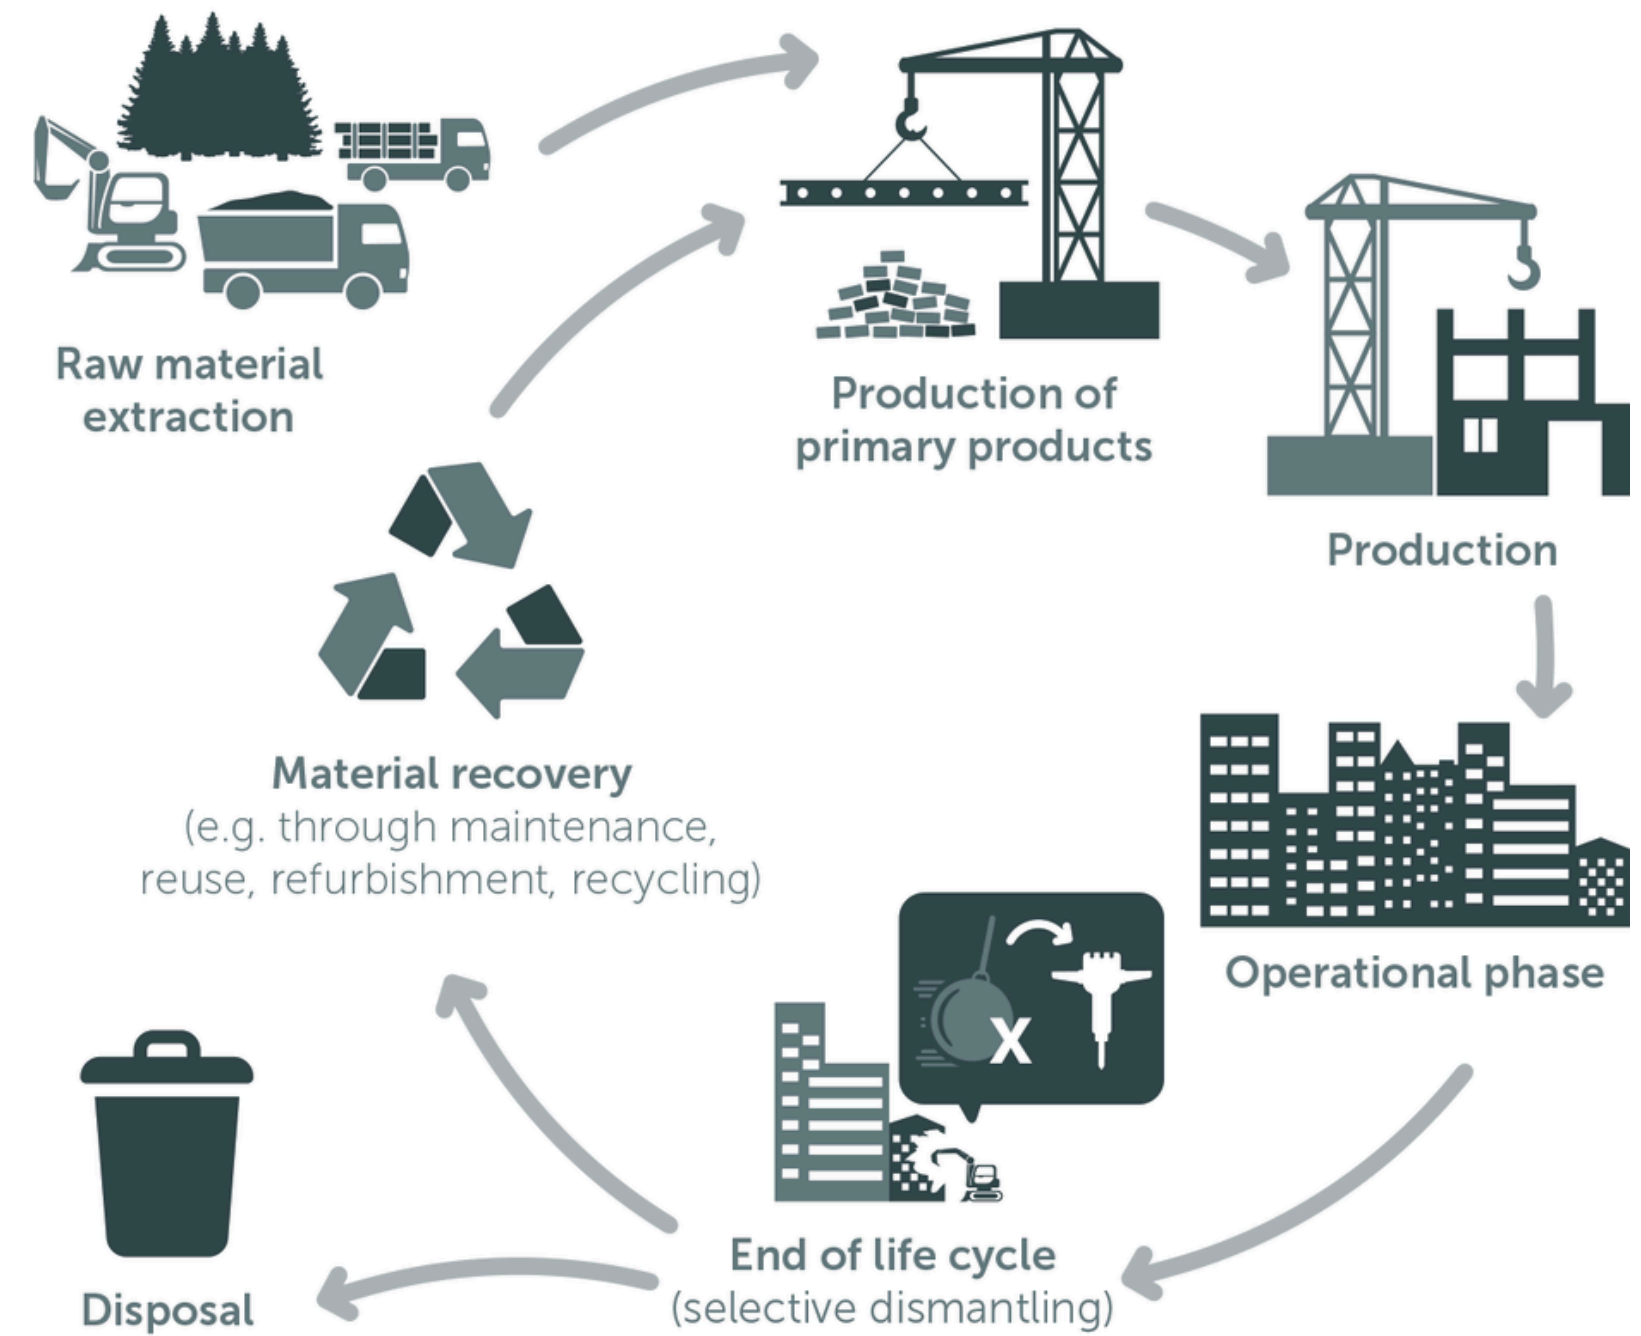 Raw material
extraction
Production of
primary products
Production
Material recovery
(e.g. through maintenance,
reuse, refurbishment, recycling)
Operational phase
X
End of life cycle
(selective dismantling)
Disposal